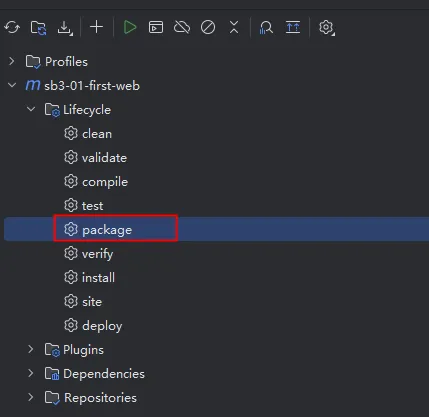 Profiles
m sb3-01-first-web
Lifecycle
clean
validate
compile
test
package
verify
install
site
deploy
Plugins
Dependencies
Repositories